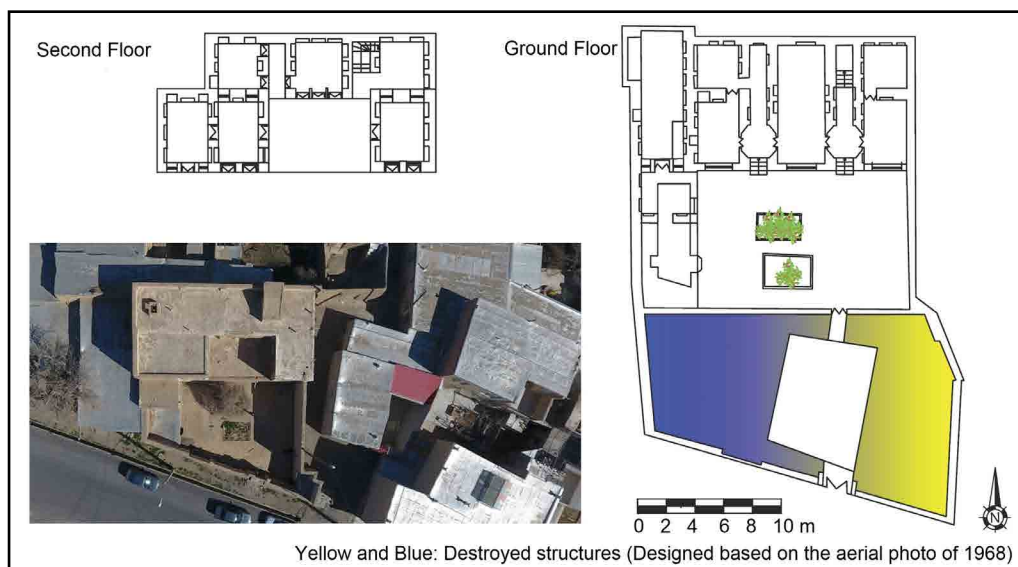 Second Floor
Ground Floor
0 2 4 6 8 10 m
N
Yellow and Blue: Destroyed structures (Designed based on the aerial photo of 1968)